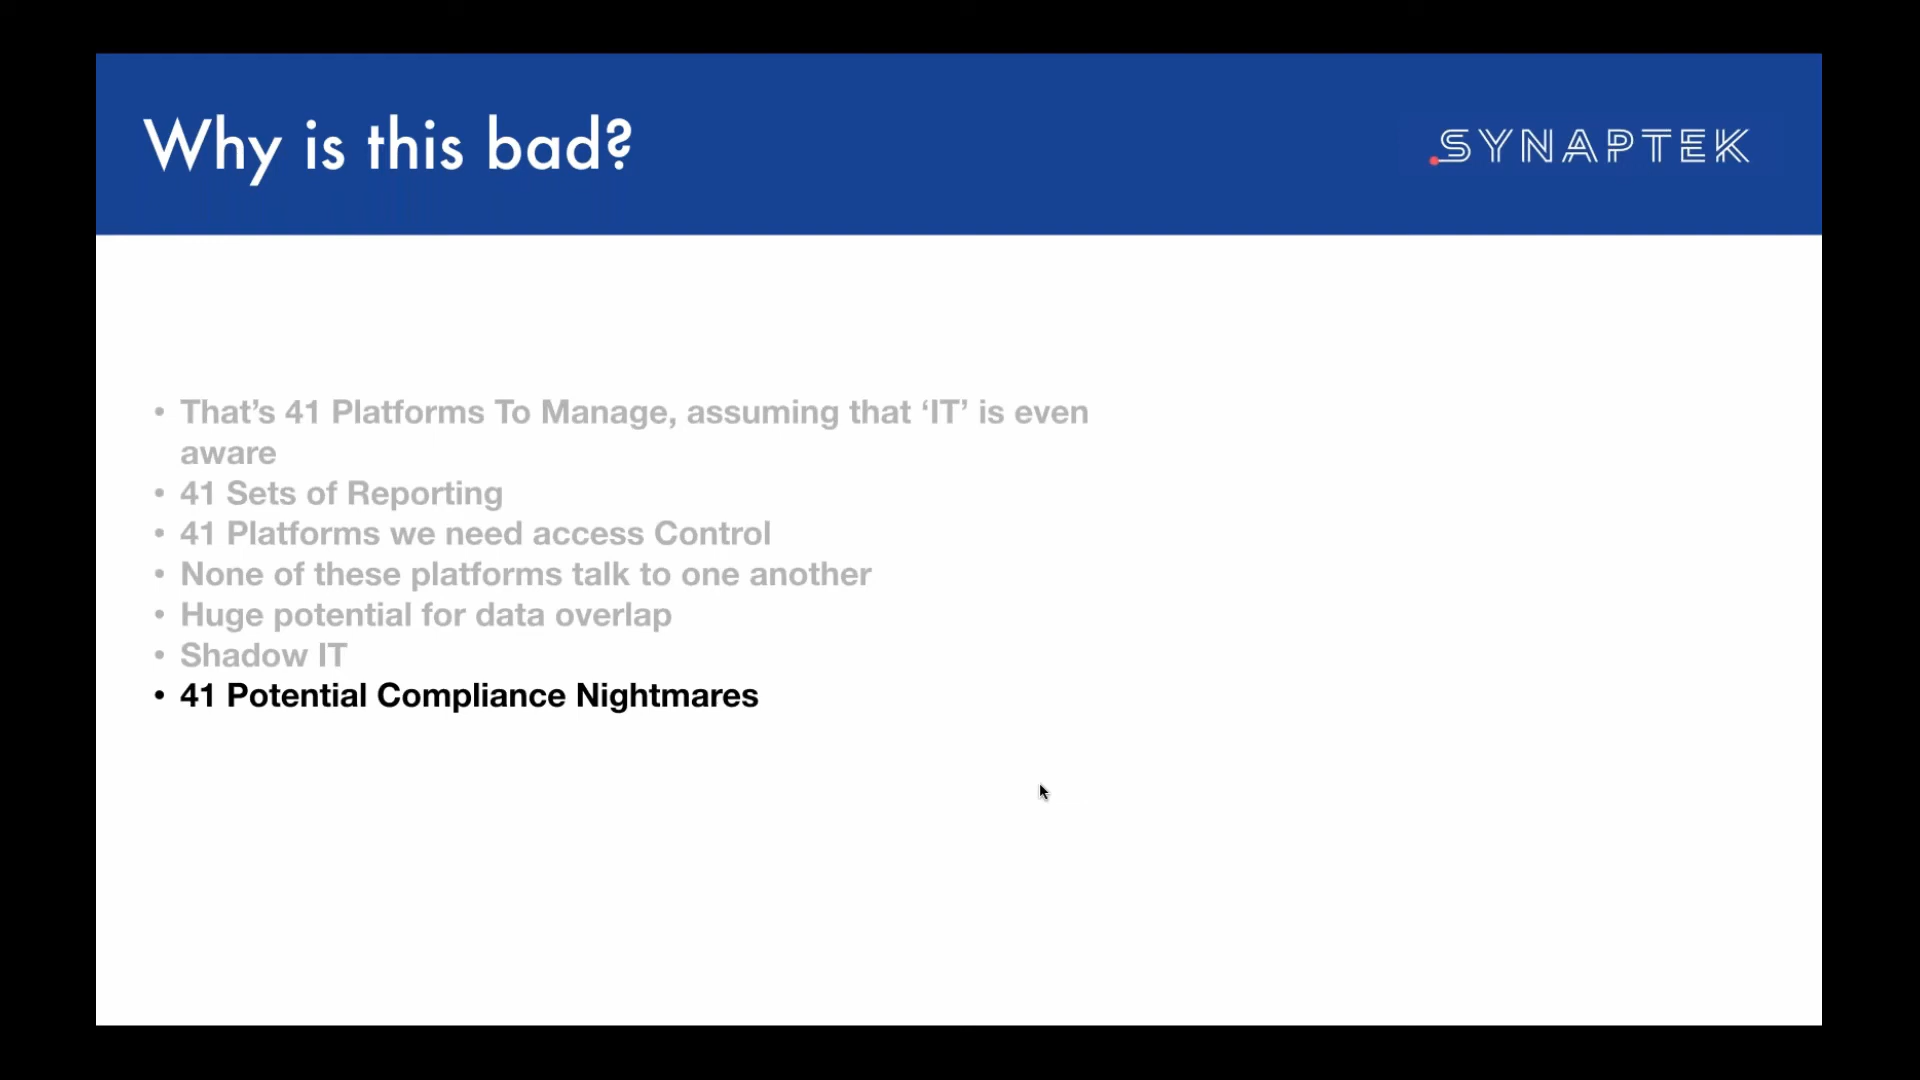 Why is this bad?
SYNAPTEK
• That’s 41 Platforms To Manage, assuming that ‘IT’ is even
aware
• 41 Sets of Reporting
• 41 Platforms we need access Control
• None of these platforms talk to one another
• Huge potential for data overlap
• Shadow IT
• 41 Potential Compliance Nightmares